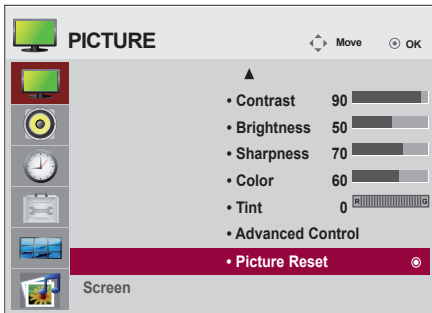 PICTURE Move OK
• Contrast 90
• Brightness 50
• Sharpness 70
• Color 60
• Tint 0 R G
• Advanced Control
• Picture Reset
Screen